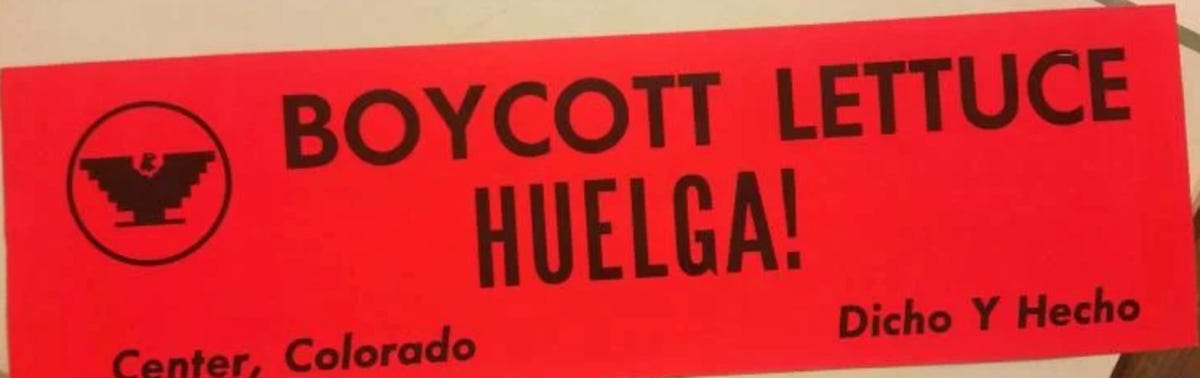 BOYCOTT LETTUCE
HUELGA!
Center, Colorado
Dicho Y Hecho